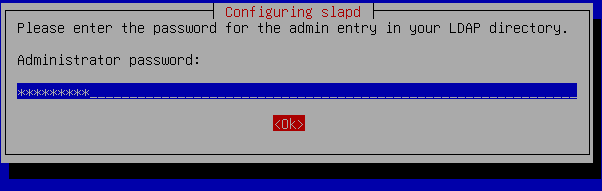 Configuring slapd
Please enter the password for the admin entry in your LDAP directory.
Administrator password:
*********
<Ok>